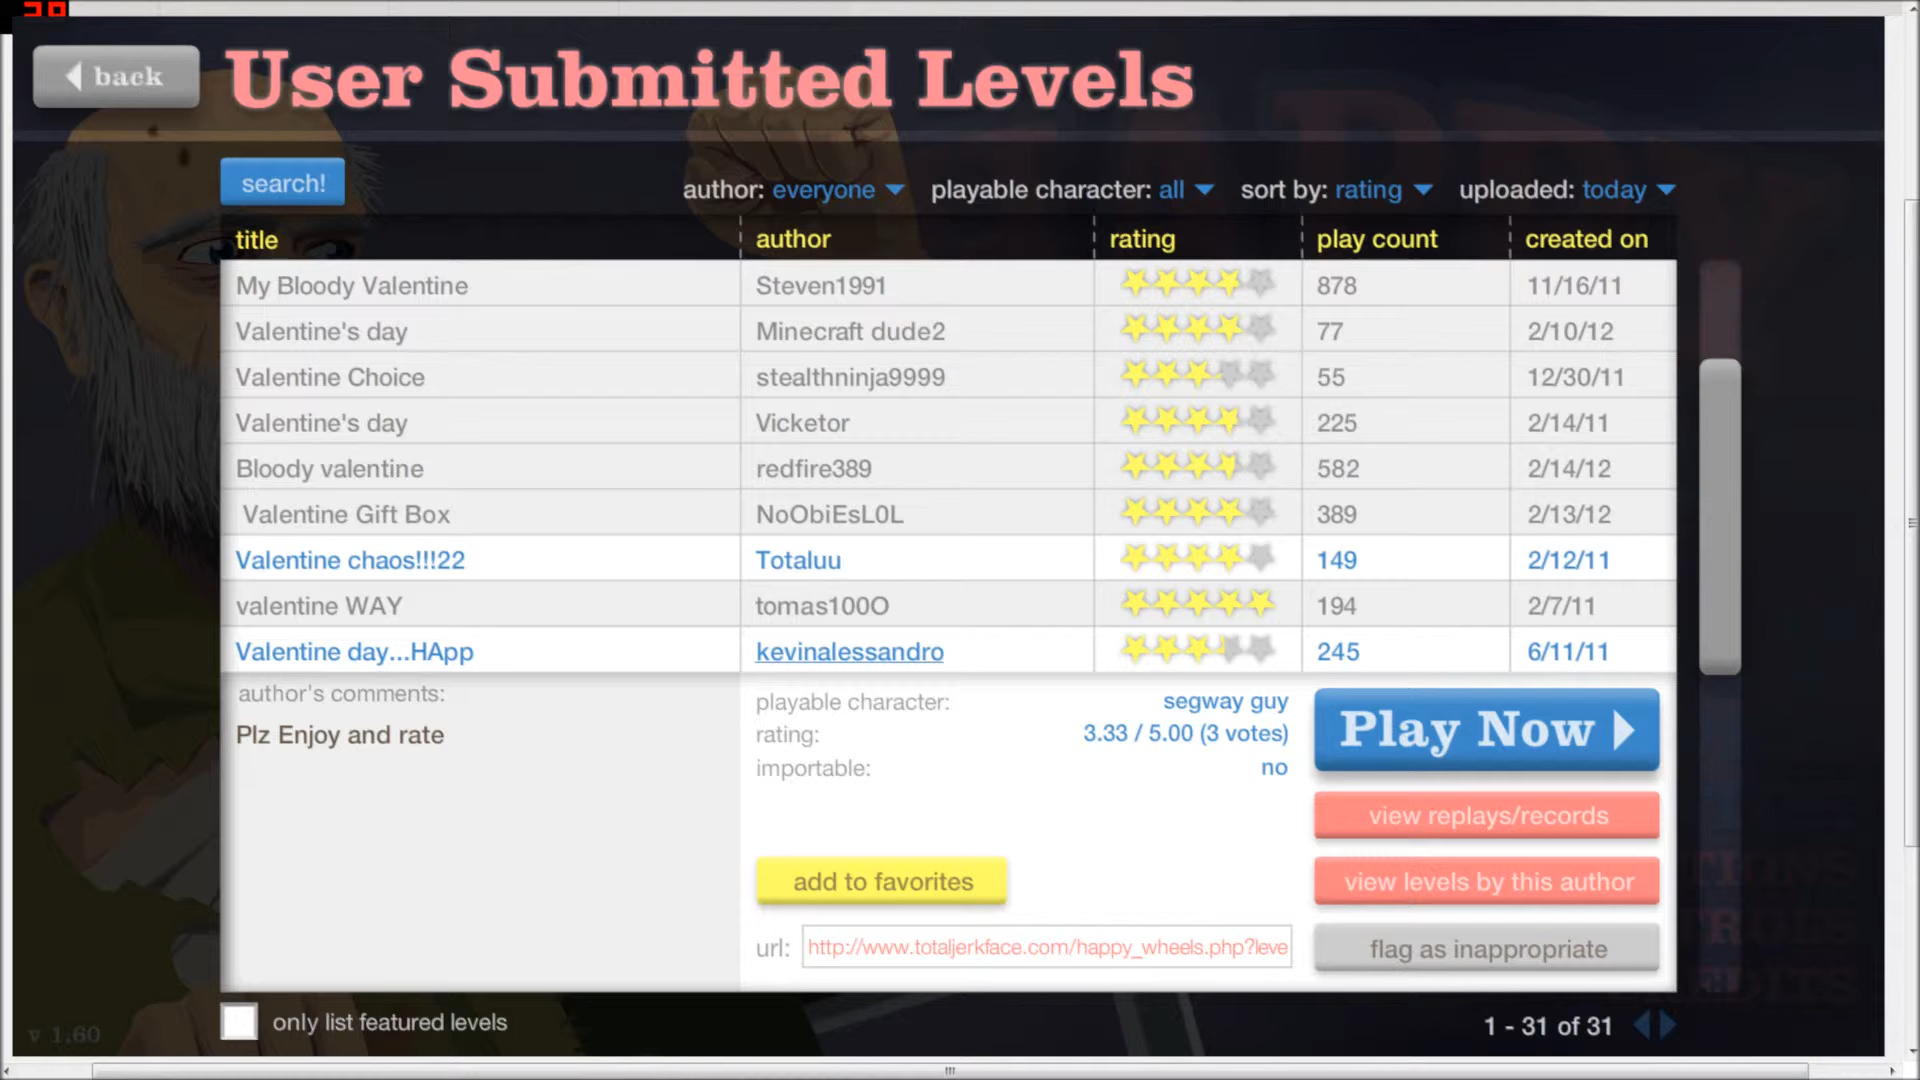 back
User Submitted Levels
search!
author: everyone
playable character: all
sort by: rating
uploaded: today
title author rating play count created on
My Bloody Valentine Steven1991 878 11/16/11
Valentine's day Minecraft dude2 77 2/10/12
Valentine Choice stealthninja9999 55 12/30/11
Valentine's day Vicketor 225 2/14/11
Bloody valentine redfire389 582 2/14/12
Valentine Gift Box NoObiEsL0L 389 2/13/12
Valentine chaos!!!22 Totaluu 149 2/12/11
valentine WAY tomas100O 194 2/7/11
Valentine day...HApp kevinalessandro 245 6/11/11
author's comments:
Plz Enjoy and rate
playable character: segway guy
rating: 3.33 / 5.00 (3 votes)
importable: no
add to favorites
url: http://www.totaljerkface.com/happy_wheels.php?leve
Play Now
view replays/records
view levels by this author
flag as inappropriate
only list featured levels
1 - 31 of 31
v 1.60